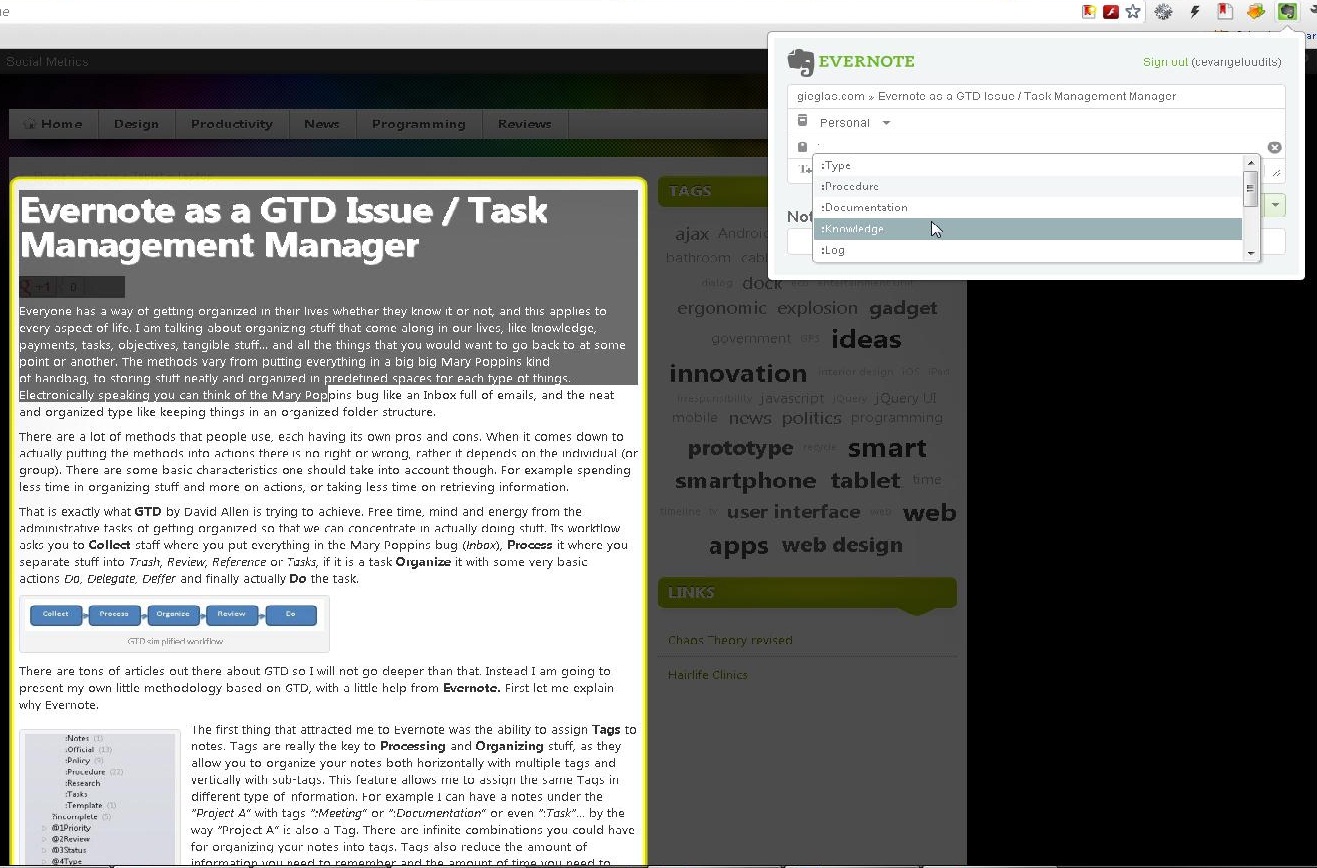 ne
Social Metrics
Home Design Productivity News Programming Reviews
EVERNOTE
Sign out (cevangeloudits)
gieglas.com » Evernote as a GTD Issue / Task Management Manager
Personal
:
:Type
:Procedure
:Documentation
:Knowledge
:Log
Evernote as a GTD Issue / Task
Management Manager
+1 0
Everyone has a way of getting organized in their lives whether they know it or not, and this applies to
every aspect of life. I am talking about organizing stuff that come along in our lives, like knowledge,
payments, tasks, objectives, tangible stuff... and all the things that you would want to go back to at some
point or another. The methods vary from putting everything in a big big Mary Poppins kind
of handbag, to storing stuff neatly and organized in predefined spaces for each type of things.
Electronically speaking you can think of the Mary Poppins bug like an Inbox full of emails, and the neat
and organized type like keeping things in an organized folder structure.
There are a lot of methods that people use, each having its own pros and cons. When it comes down to
actually putting the methods into actions there is no right or wrong, rather it depends on the individual (or
group). There are some basic characteristics one should take into account though. For example spending
less time in organizing stuff and more on actions, or taking less time on retrieving information.
That is exactly what GTD by David Allen is trying to achieve. Free time, mind and energy from the
administrative tasks of getting organized so that we can concentrate in actually doing stuff. Its workflow
asks you to Collect staff where you put everything in the Mary Poppins bug (Inbox), Process it where you
separate stuff into Trash, Review, Reference or Tasks, if it is a task Organize it with some very basic
actions Do, Delegate, Deffer and finally actually Do the task.
Collect Process Organize Review Do
GTD simplified workflow
There are tons of articles out there about GTD so I will not go deeper than that. Instead I am going to
present my own little methodology based on GTD, with a little help from Evernote. First let me explain
why Evernote.
:Notes (1)
:Official (13)
:Policy (9)
:Procedure (22)
:Research
:Tasks
:Template (1)
?incomplete (5)
@1Priority
@2Review
@3Status
@4Type
The first thing that attracted me to Evernote was the ability to assign Tags to
notes. Tags are really the key to Processing and Organizing stuff, as they
allow you to organize your notes both horizontally with multiple tags and
vertically with sub-tags. This feature allows me to assign the same Tags in
different type of information. For example I can have a notes under the
"Project A" with tags ":Meeting" or ":Documentation" or even ":Task"... by the
way "Project A" is also a Tag. There are infinite combinations you could have
for organizing your notes into tags. Tags also reduce the amount of
information you need to remember and the amount of time you need to
TAGS
ajax Android
bathroom
dialog dock eco entertainment unit
ergonomic explosion gadget
government GPS ideas
innovation interior design iOS iPad
irresponsibility javascript jQuery jQuery UI
mobile news politics programming
prototype recycle smart
smartphone tablet time
timeline tv user interface web web
apps web design
LINKS
Chaos Theory revised
Hairlife Clinics